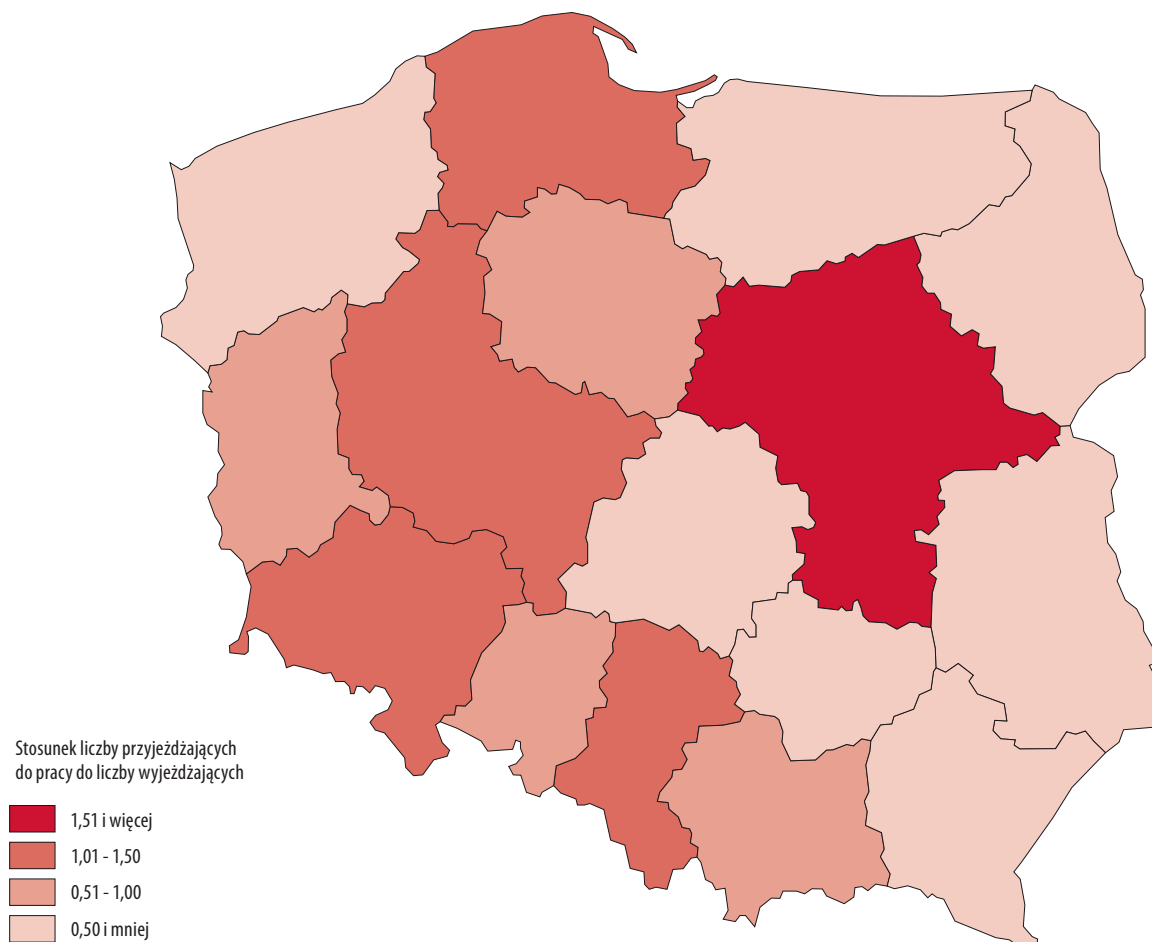 Stosunek liczby przyjeżdżających
do pracy do liczby wyjeżdżających
1,51 i więcej
1,01 - 1,50
0,51 - 1,00
0,50 i mniej